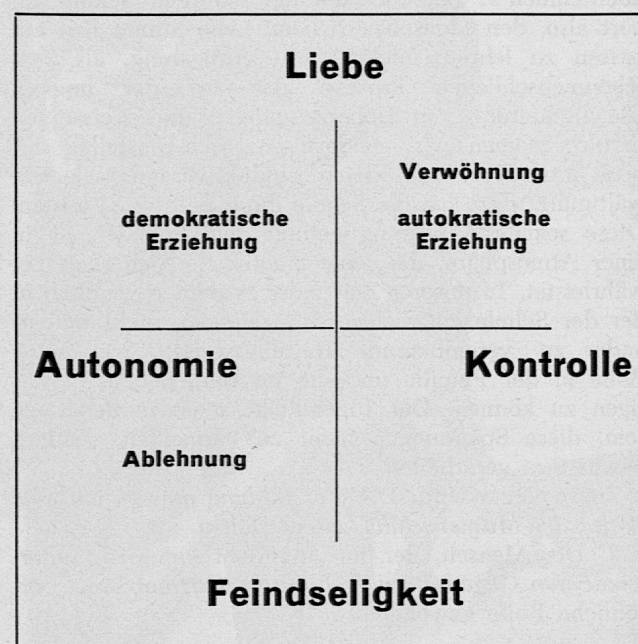 Liebe
Verwöhnung
demokratische
Erziehung
autokratische
Erziehung
Autonomie
Kontrolle
Ablehnung
Feindseligkeit